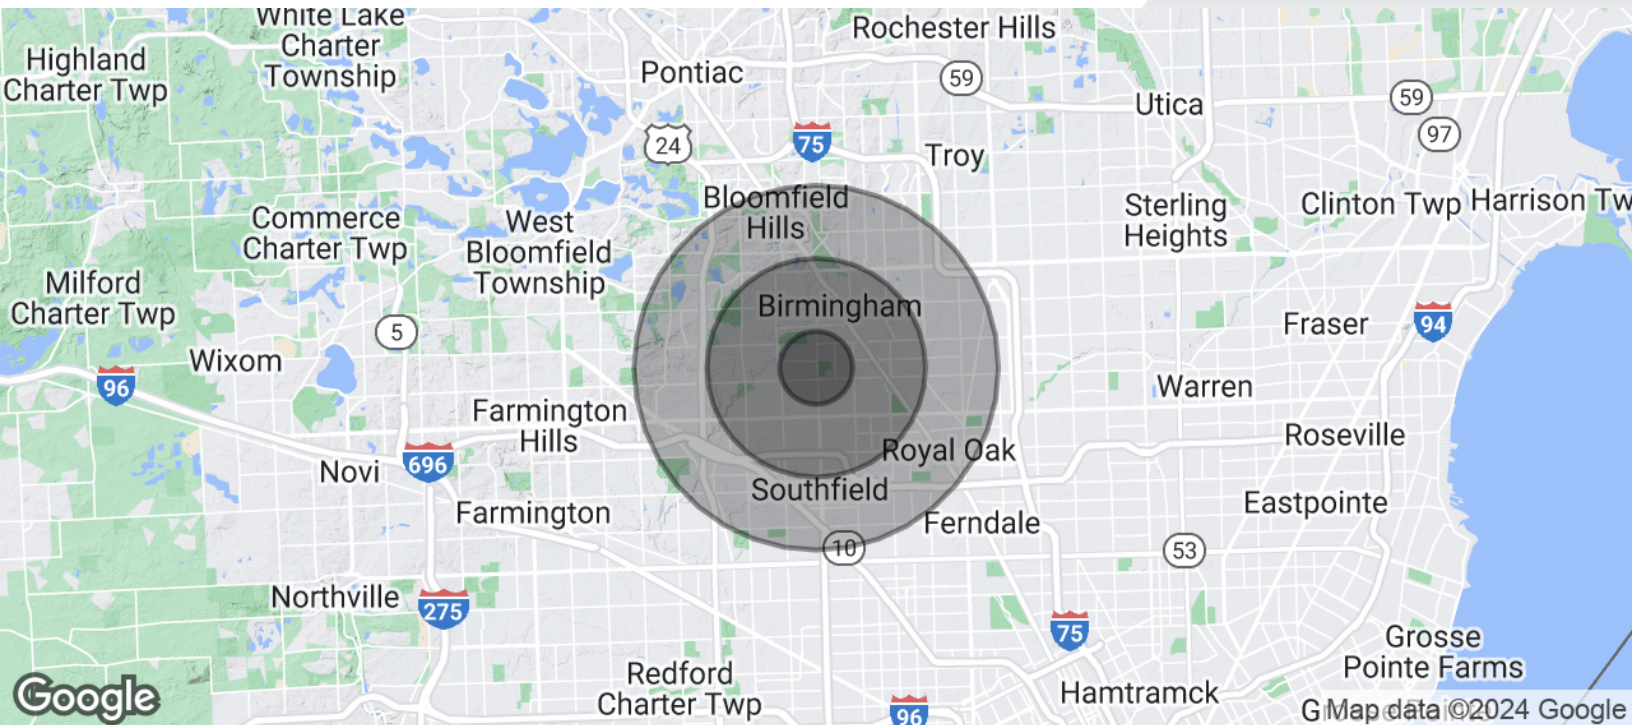 White Lake
Charter
Township
Rochester Hills
Highland
Charter Twp
Pontiac
59
Utica
59
97
24
75
Troy
Bloomfield
Hills
Commerce
Charter Twp
West
Bloomfield
Township
Sterling
Heights
Clinton Twp
Harrison Tw
Milford
Charter Twp
Birmingham
5
Fraser
94
Wixom
96
Warren
Farmington
Hills
Royal Oak
Roseville
Novi
696
Southfield
Eastpointe
Farmington
Ferndale
10
53
Northville
275
75
Grosse
Pointe Farms
Redford
Charter Twp
Hamtramck
96
Google
Map data ©2024 Google